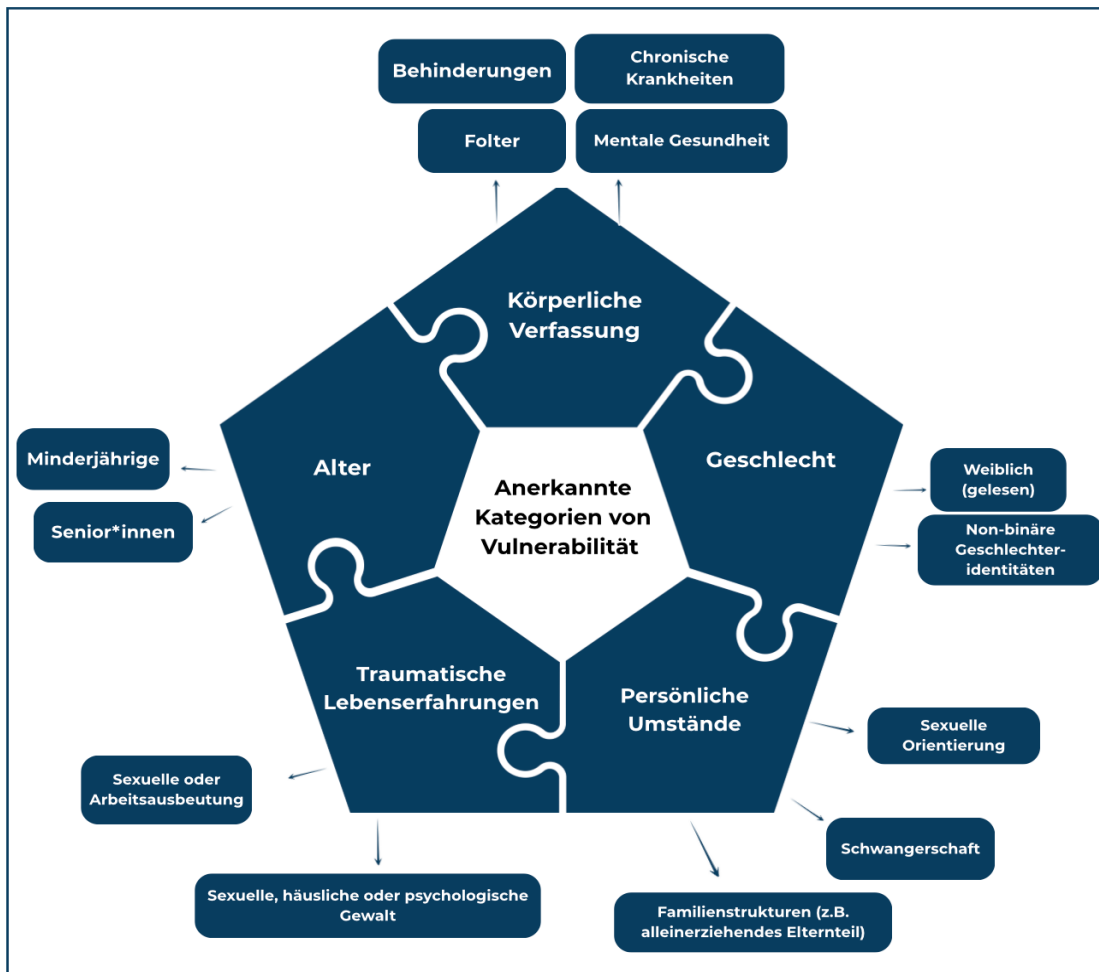 Behinderungen
Chronische
Krankheiten
Folter
Mentale Gesundheit
Körperliche
Verfassung
Alter
Geschlecht
Minderjährige
Senior*innen
Weiblich
(gelesen)
Non-binäre
Geschlechter-
identitäten
Anerkannte
Kategorien von
Vulnerabilität
Traumatische
Lebenserfahrungen
Persönliche
Umstände
Sexuelle
Orientierung
Sexuelle oder
Arbeitsausbeutung
Schwangerschaft
Sexuelle, häusliche oder psychologische
Gewalt
Familienstrukturen (z.B.
alleinerziehendes Elternteil)